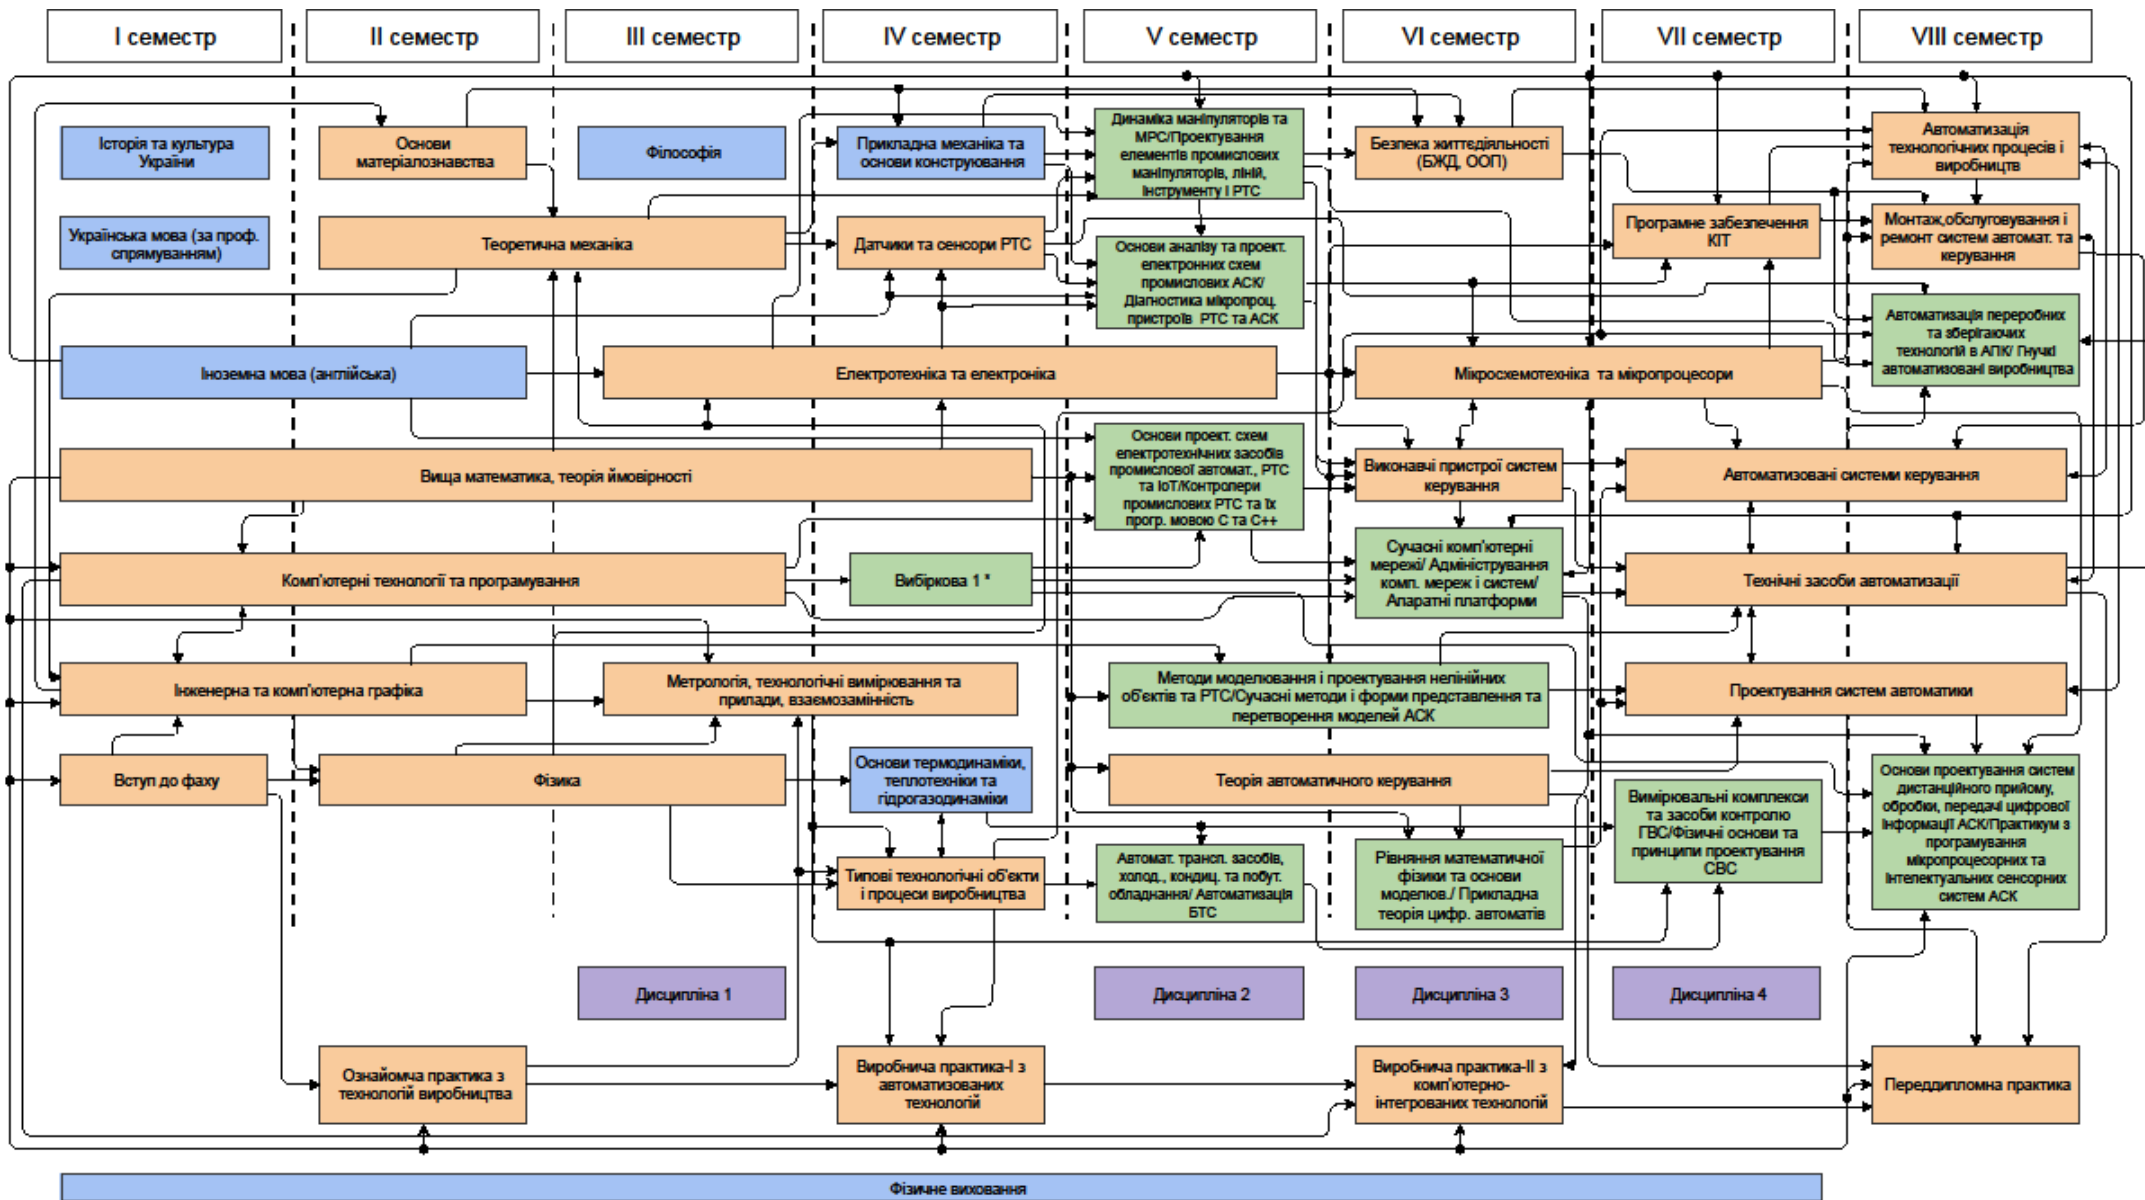 I семестр
II семестр
III семестр
IV семестр
V семестр
VI семестр
VII семестр
VIII семестр
Історія та культура
України
Основи
матеріалознавства
Філософія
Прикладна механіка та
основи конструювання
Динаміка маніпуляторів та
МРС/Проектування
елементів промислових
маніпуляторів, ліній,
інструменту і РТС
Безпека життєдіяльності
(БЖД, ООП)
Автоматизація
технологічних процесів і
виробництв
Українська мова (за проф.
спрямуванням)
Теоретична механіка
Датчики та сенсори РТС
Основи аналізу та проект.
електронних схем
промислових АСК/
Діагностика мікропроц.
пристроїв РТС та АСК
Програмне забезпечення
КІТ
Монтаж,обслуговування і
ремонт систем автомат. та
керування
Автоматизація переробних
та зберігаючих
технологій в АПК/ Гнучкі
автоматизовані виробництва
Іноземна мова (англійська)
Електротехніка та електроніка
Мікросхемотехніка та мікропроцесори
Вища математика, теорія ймовірності
Основи проект. схем
електротехнічних засобів
промислової автомат., РТС
та ІоТ/Контролери
промислових РТС та їх
прогр. мовою С та С++
Виконавчі пристрої систем
керування
Автоматизовані системи керування
Комп'ютерні технології та програмування
Вибіркова 1 *
Сучасні комп'ютерні
мережі/ Адміністрування
комп. мереж і систем/
Апаратні платформи
Технічні засоби автоматизації
Інженерна та комп'ютерна графіка
Метрологія, технологічні вимірювання та
прилади, взаємозамінність
Методи моделювання і проектування нелінійних
об'єктів та РТС/Сучасні методи і форми представлення та
перетворення моделей АСК
Проектування систем автоматики
Вступ до фаху
Фізика
Основи термодинаміки,
теплотехніки та
гідрогазодинаміки
Теорія автоматичного керування
Вимірювальні комплекси
та засоби контролю
ГВС/Фізичні основи та
принципи проектування
СВС
Основи проектування систем
дистанційного прийому,
обробки, передачі цифрової
інформації АСК/Практикум з
програмування
мікропроцесорних та
інтелектуальних сенсорних
систем АСК
Типові технологічні об'єкти
і процеси виробництва
Автомат. трансп. засобів,
холод., кондиц. та побут.
обладнання/ Автоматизація
БТС
Рівняння математичної
фізики та основи
моделюв./ Прикладна
теорія цифр. автоматів
Дисципліна 1
Дисципліна 2
Дисципліна 3
Дисципліна 4
Ознайомча практика з
технологій виробництва
Виробнича практика-І з
автоматизованих
технологій
Виробнича практика-ІІ з
комп'ютерно-
інтегрованих технологій
Переддипломна практика
Фізичне виховання